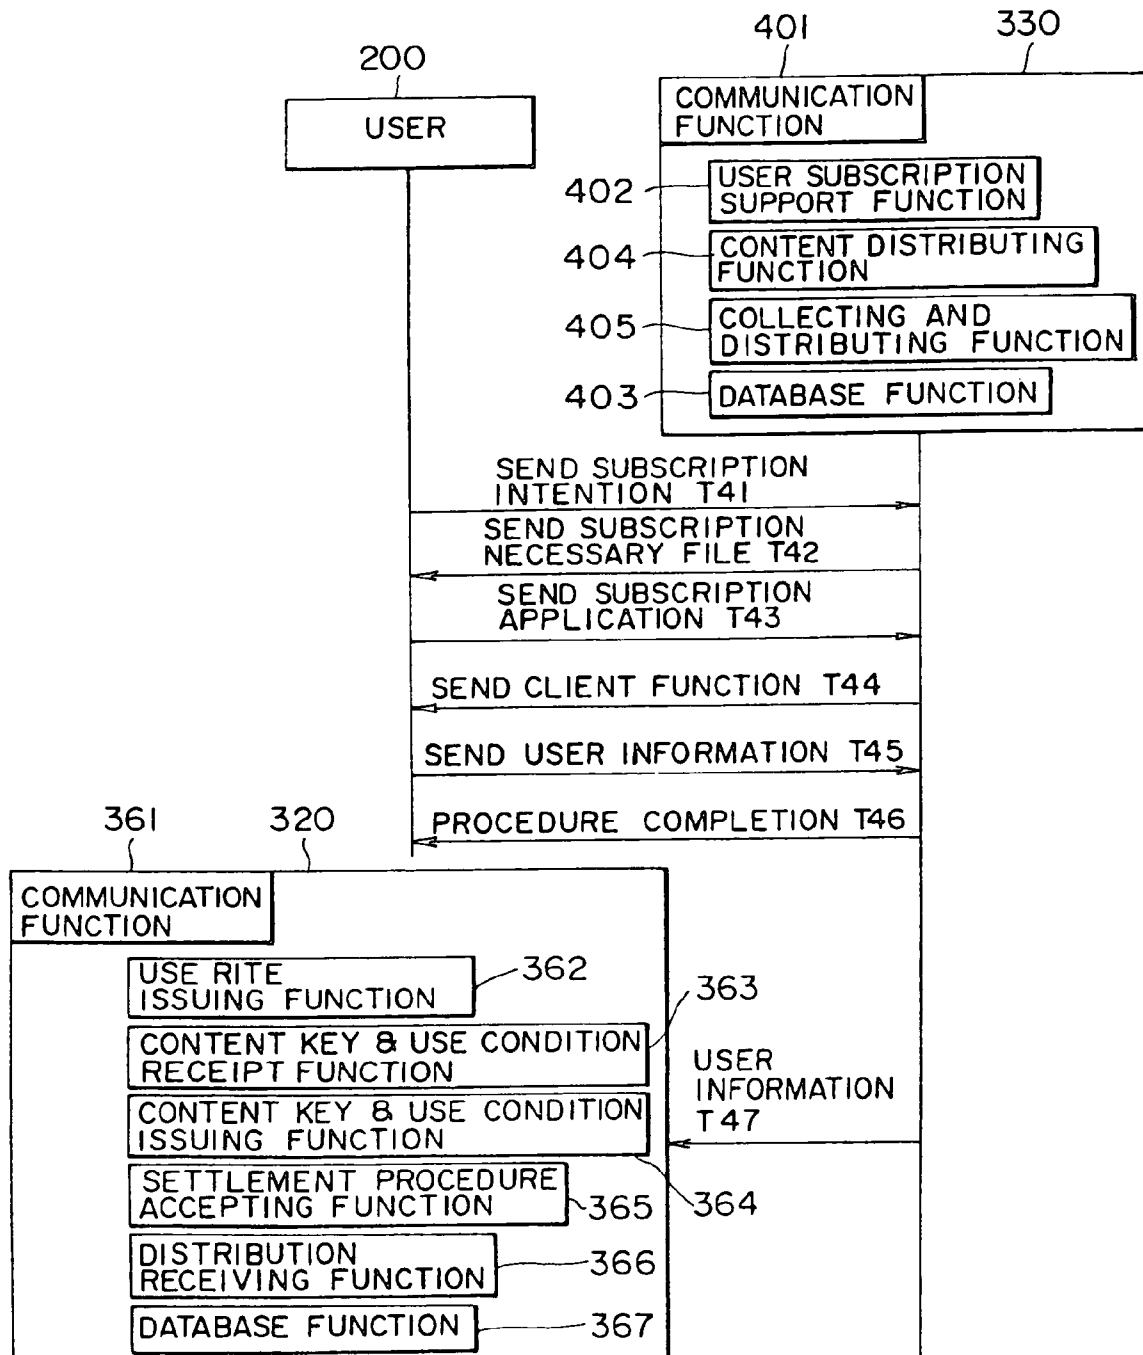 401
330
200
COMMUNICATION
FUNCTION
USER
402
USER SUBSCRIPTION
SUPPORT FUNCTION
404
CONTENT DISTRIBUTING
FUNCTION
405
COLLECTING AND
DISTRIBUTING FUNCTION
403
DATABASE FUNCTION
SEND SUBSCRIPTION
INTENTION T41
SEND SUBSCRIPTION
NECESSARY FILE T42
SEND SUBSCRIPTION
APPLICATION T43
SEND CLIENT FUNCTION T44
SEND USER INFORMATION T45
PROCEDURE COMPLETION T46
361
320
COMMUNICATION
FUNCTION
USE RITE
ISSUING FUNCTION
362
363
CONTENT KEY & USE CONDITION
RECEIPT FUNCTION
USER
INFORMATION
T47
CONTENT KEY & USE CONDITION
ISSUING FUNCTION
364
SETTLEMENT PROCEDURE
ACCEPTING FUNCTION
365
DISTRIBUTION
RECEIVING FUNCTION
366
DATABASE FUNCTION
367